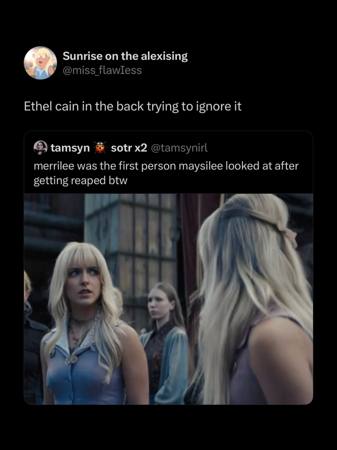 Sunrise on the alexising
@miss_flawIess
Ethel cain in the back trying to ignore it
tamsyn sotr x2 @tamsynirl
merrilee was the first person maysilee looked at after
getting reaped btw